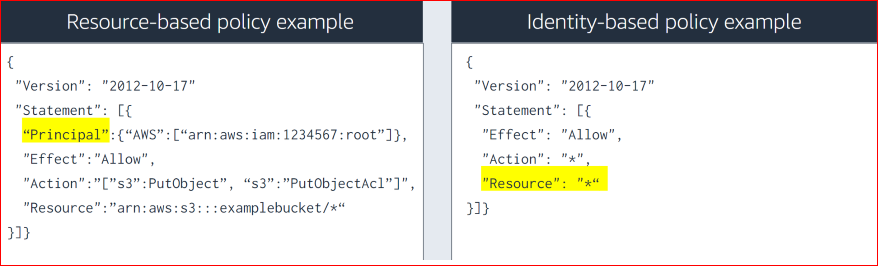 Resource-based policy example
{
"Version": "2012-10-17"
"Statement": [{
“Principal”:{“AWS”:[“arn:aws:iam:1234567:root”]},
"Effect":"Allow”,
"Action":”[”s3”:PutObject”, “s3”:”PutObjectAcl”]",
"Resource":”arn:aws:s3:::examplebucket/*“
}]}
Identity-based policy example
{
"Version": "2012-10-17"
"Statement": [{
"Effect": "Allow",
"Action": "*",
"Resource": "*“
}]}